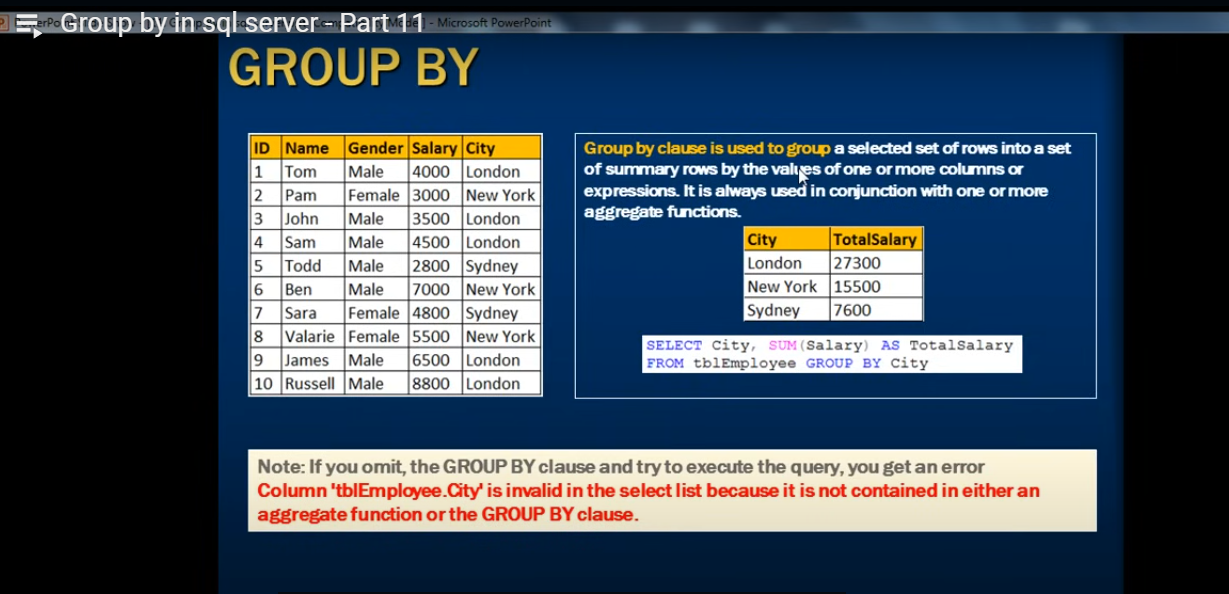 Group by in sql server - Part 11
- Microsoft PowerPoint
GROUP BY
ID Name Gender Salary City
1 Tom Male 4000 London
2 Pam Female 3000 New York
3 John Male 3500 London
4 Sam Male 4500 London
5 Todd Male 2800 Sydney
6 Ben Male 7000 New York
7 Sara Female 4800 Sydney
8 Valarie Female 5500 New York
9 James Male 6500 London
10 Russell Male 8800 London
Group by clause is used to group a selected set of rows into a set
of summary rows by the values of one or more columns or
expressions. It is always used in conjunction with one or more
aggregate functions.
City TotalSalary
London 27300
New York 15500
Sydney 7600
SELECT City, SUM(Salary) AS TotalSalary
FROM tblEmployee GROUP BY City
Note: If you omit, the GROUP BY clause and try to execute the query, you get an error
Column 'tblEmployee.City' is invalid in the select list because it is not contained in either an
aggregate function or the GROUP BY clause.